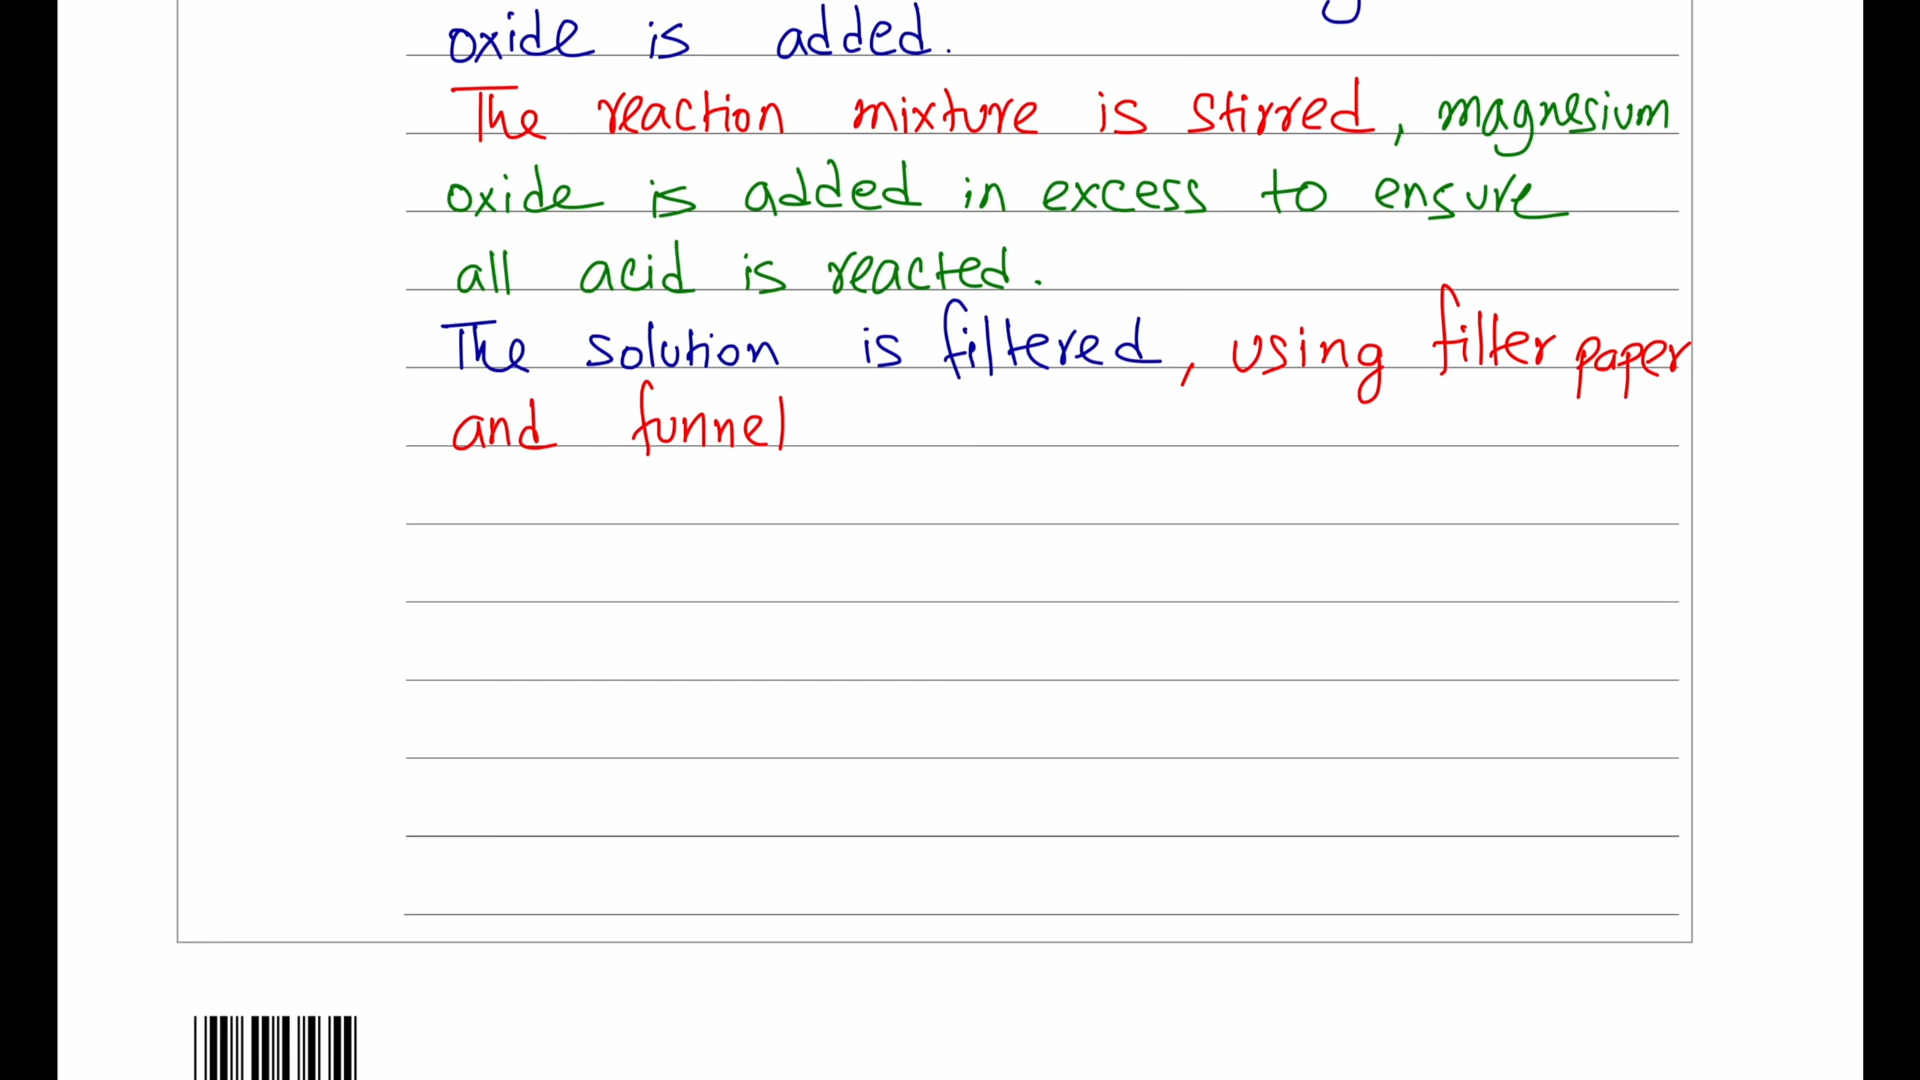 oxide is added.
The reaction mixture is stirred, magnesium
oxide is added in excess to ensure
all acid is reacted.
The solution is filtered, using filter paper
and funnel